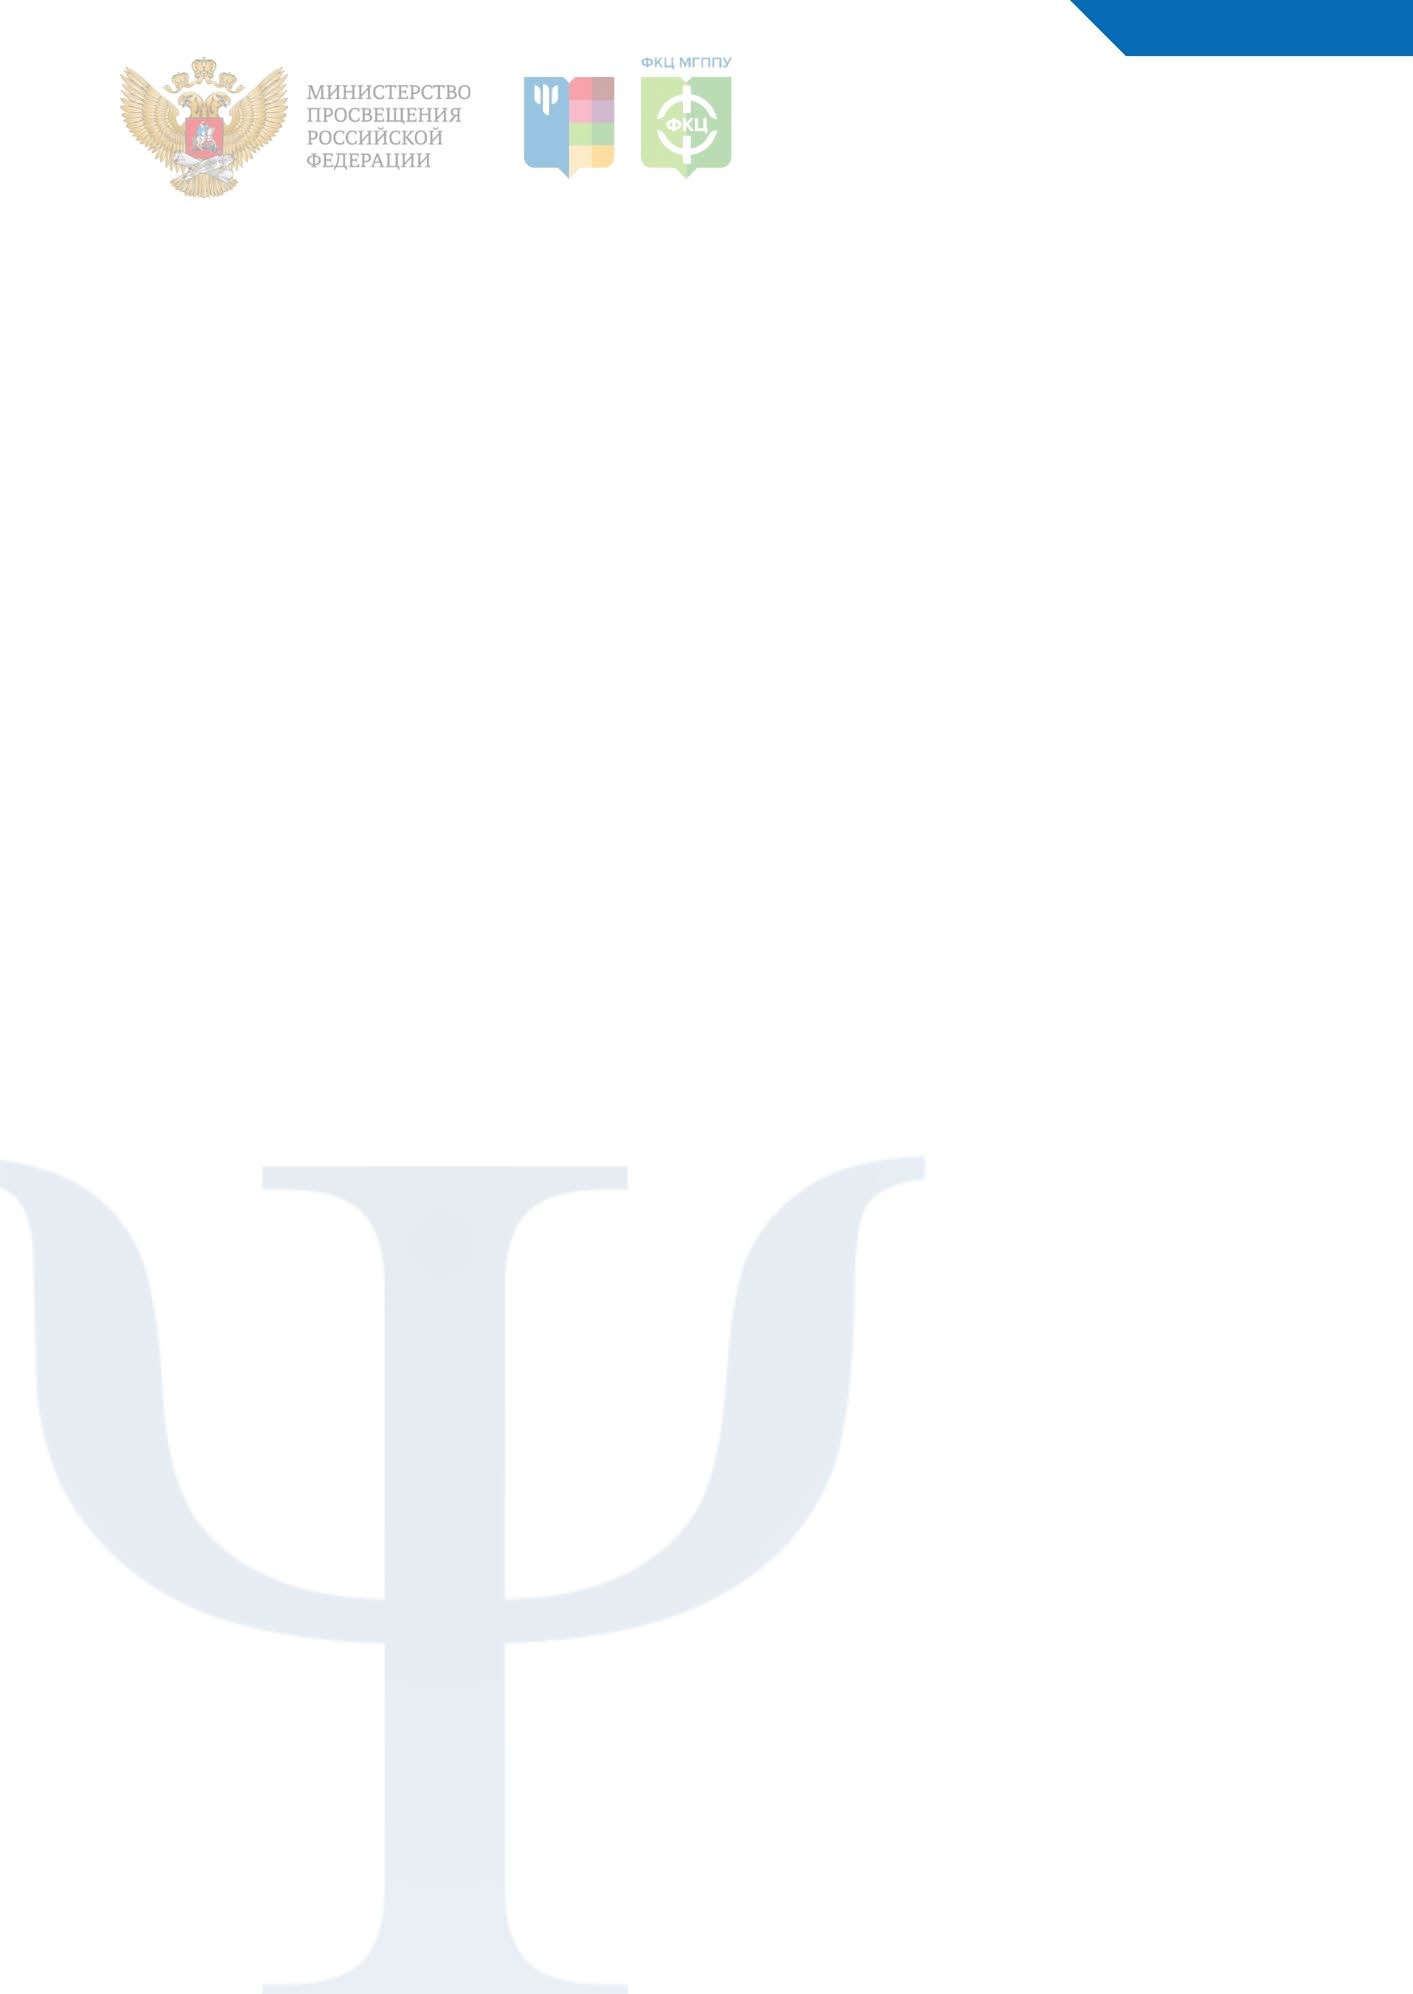 ФКЦ МГППУ
МИНИСТЕРСТВО
ПРОСВЕЩЕНИЯ
РОССИЙСКОЙ
ФЕДЕРАЦИИ
ФКЦ
Ψ